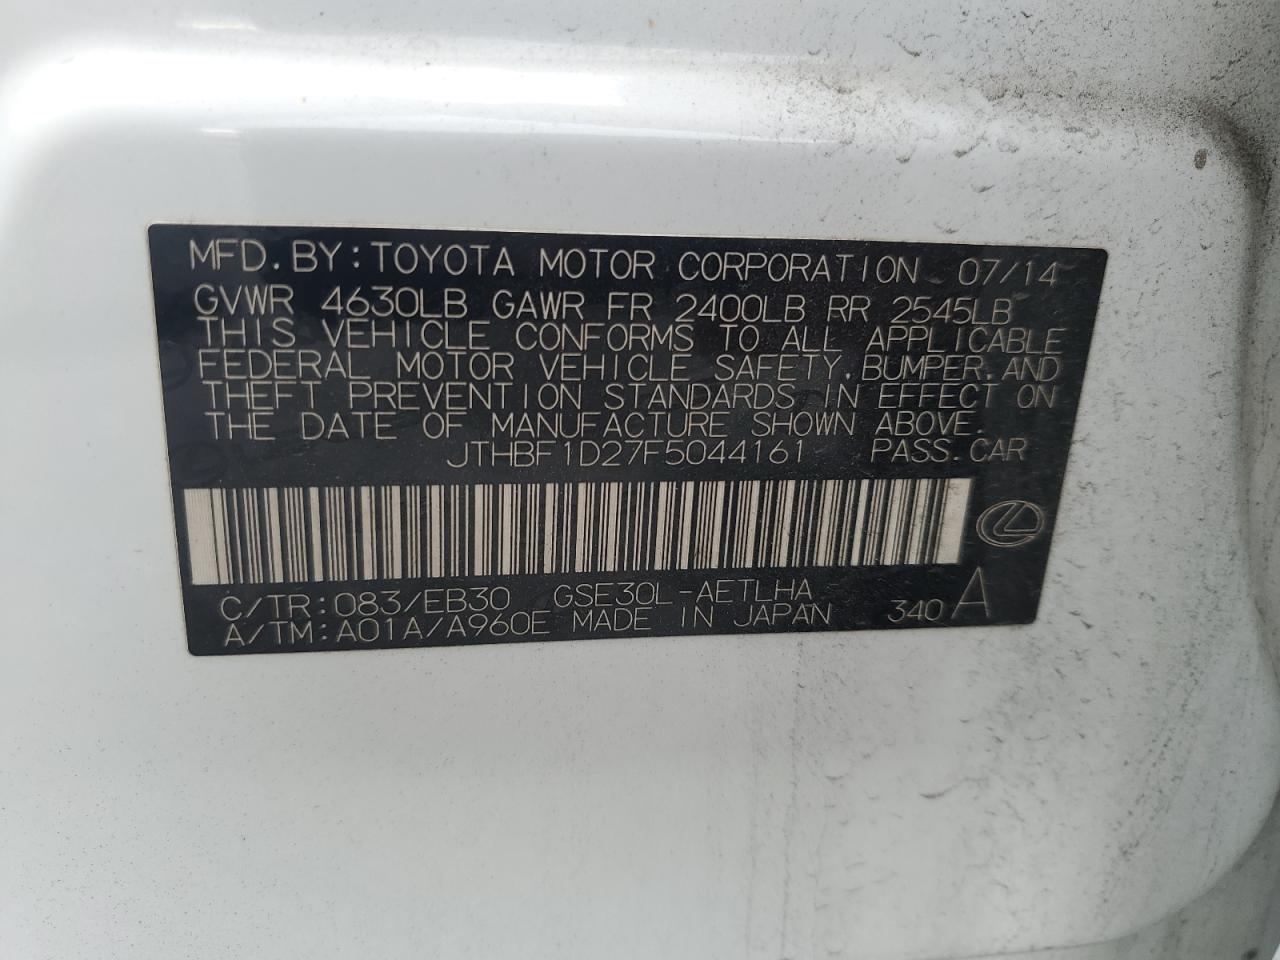 MFD. BY: TOYOTA MOTOR CORPORATION 07/14
GVWR 4630LB GAWR FR 2400LB RR 2545LB
THIS VEHICLE CONFORMS TO ALL APPLICABLE
FEDERAL MOTOR VEHICLE SAFETY, BUMPER, AND
THEFT PREVENTION STANDARDS IN EFFECT ON
THE DATE OF MANUFACTURE SHOWN ABOVE.
JTHBF1D27F5044161 PASS. CAR
C/TR: 083/EB30 GSE30L-AETLHA
A/TM: A01A/A960E MADE IN JAPAN 340 A